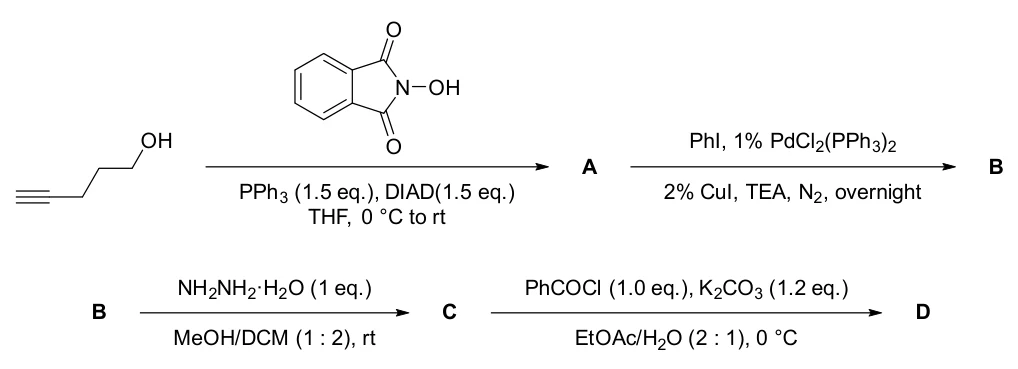 O
N−OH
O
OH
PhI, 1% PdCl₂(PPh₃)₂
A
B
PPh₃ (1.5 eq.), DIAD(1.5 eq.)
THF, 0 °C to rt
2% CuI, TEA, N₂, overnight
NH₂NH₂·H₂O (1 eq.)
PhCOCl (1.0 eq.), K₂CO₃ (1.2 eq.)
B
C
D
MeOH/DCM (1 : 2), rt
EtOAc/H₂O (2 : 1), 0 °C